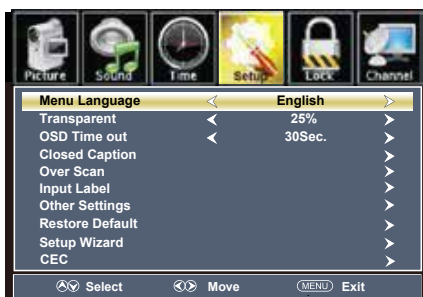 Picture Sound Time Setup Lock Channel
Menu Language English
Transparent 25%
OSD Time out 30Sec.
Closed Caption
Over Scan
Input Label
Other Settings
Restore Default
Setup Wizard
CEC
Select Move MENU Exit